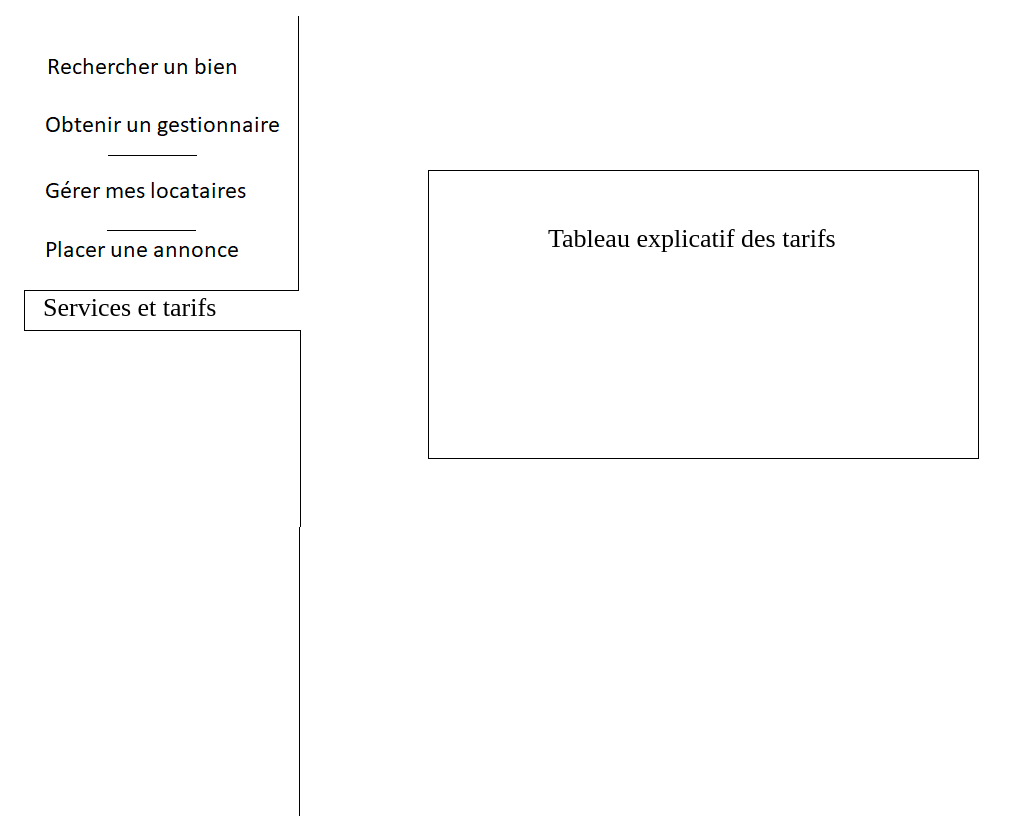 Rechercher un bien
Obtenir un gestionnaire
Gérer mes locataires
Placer une annonce
Services et tarifs
Tableau explicatif des tarifs